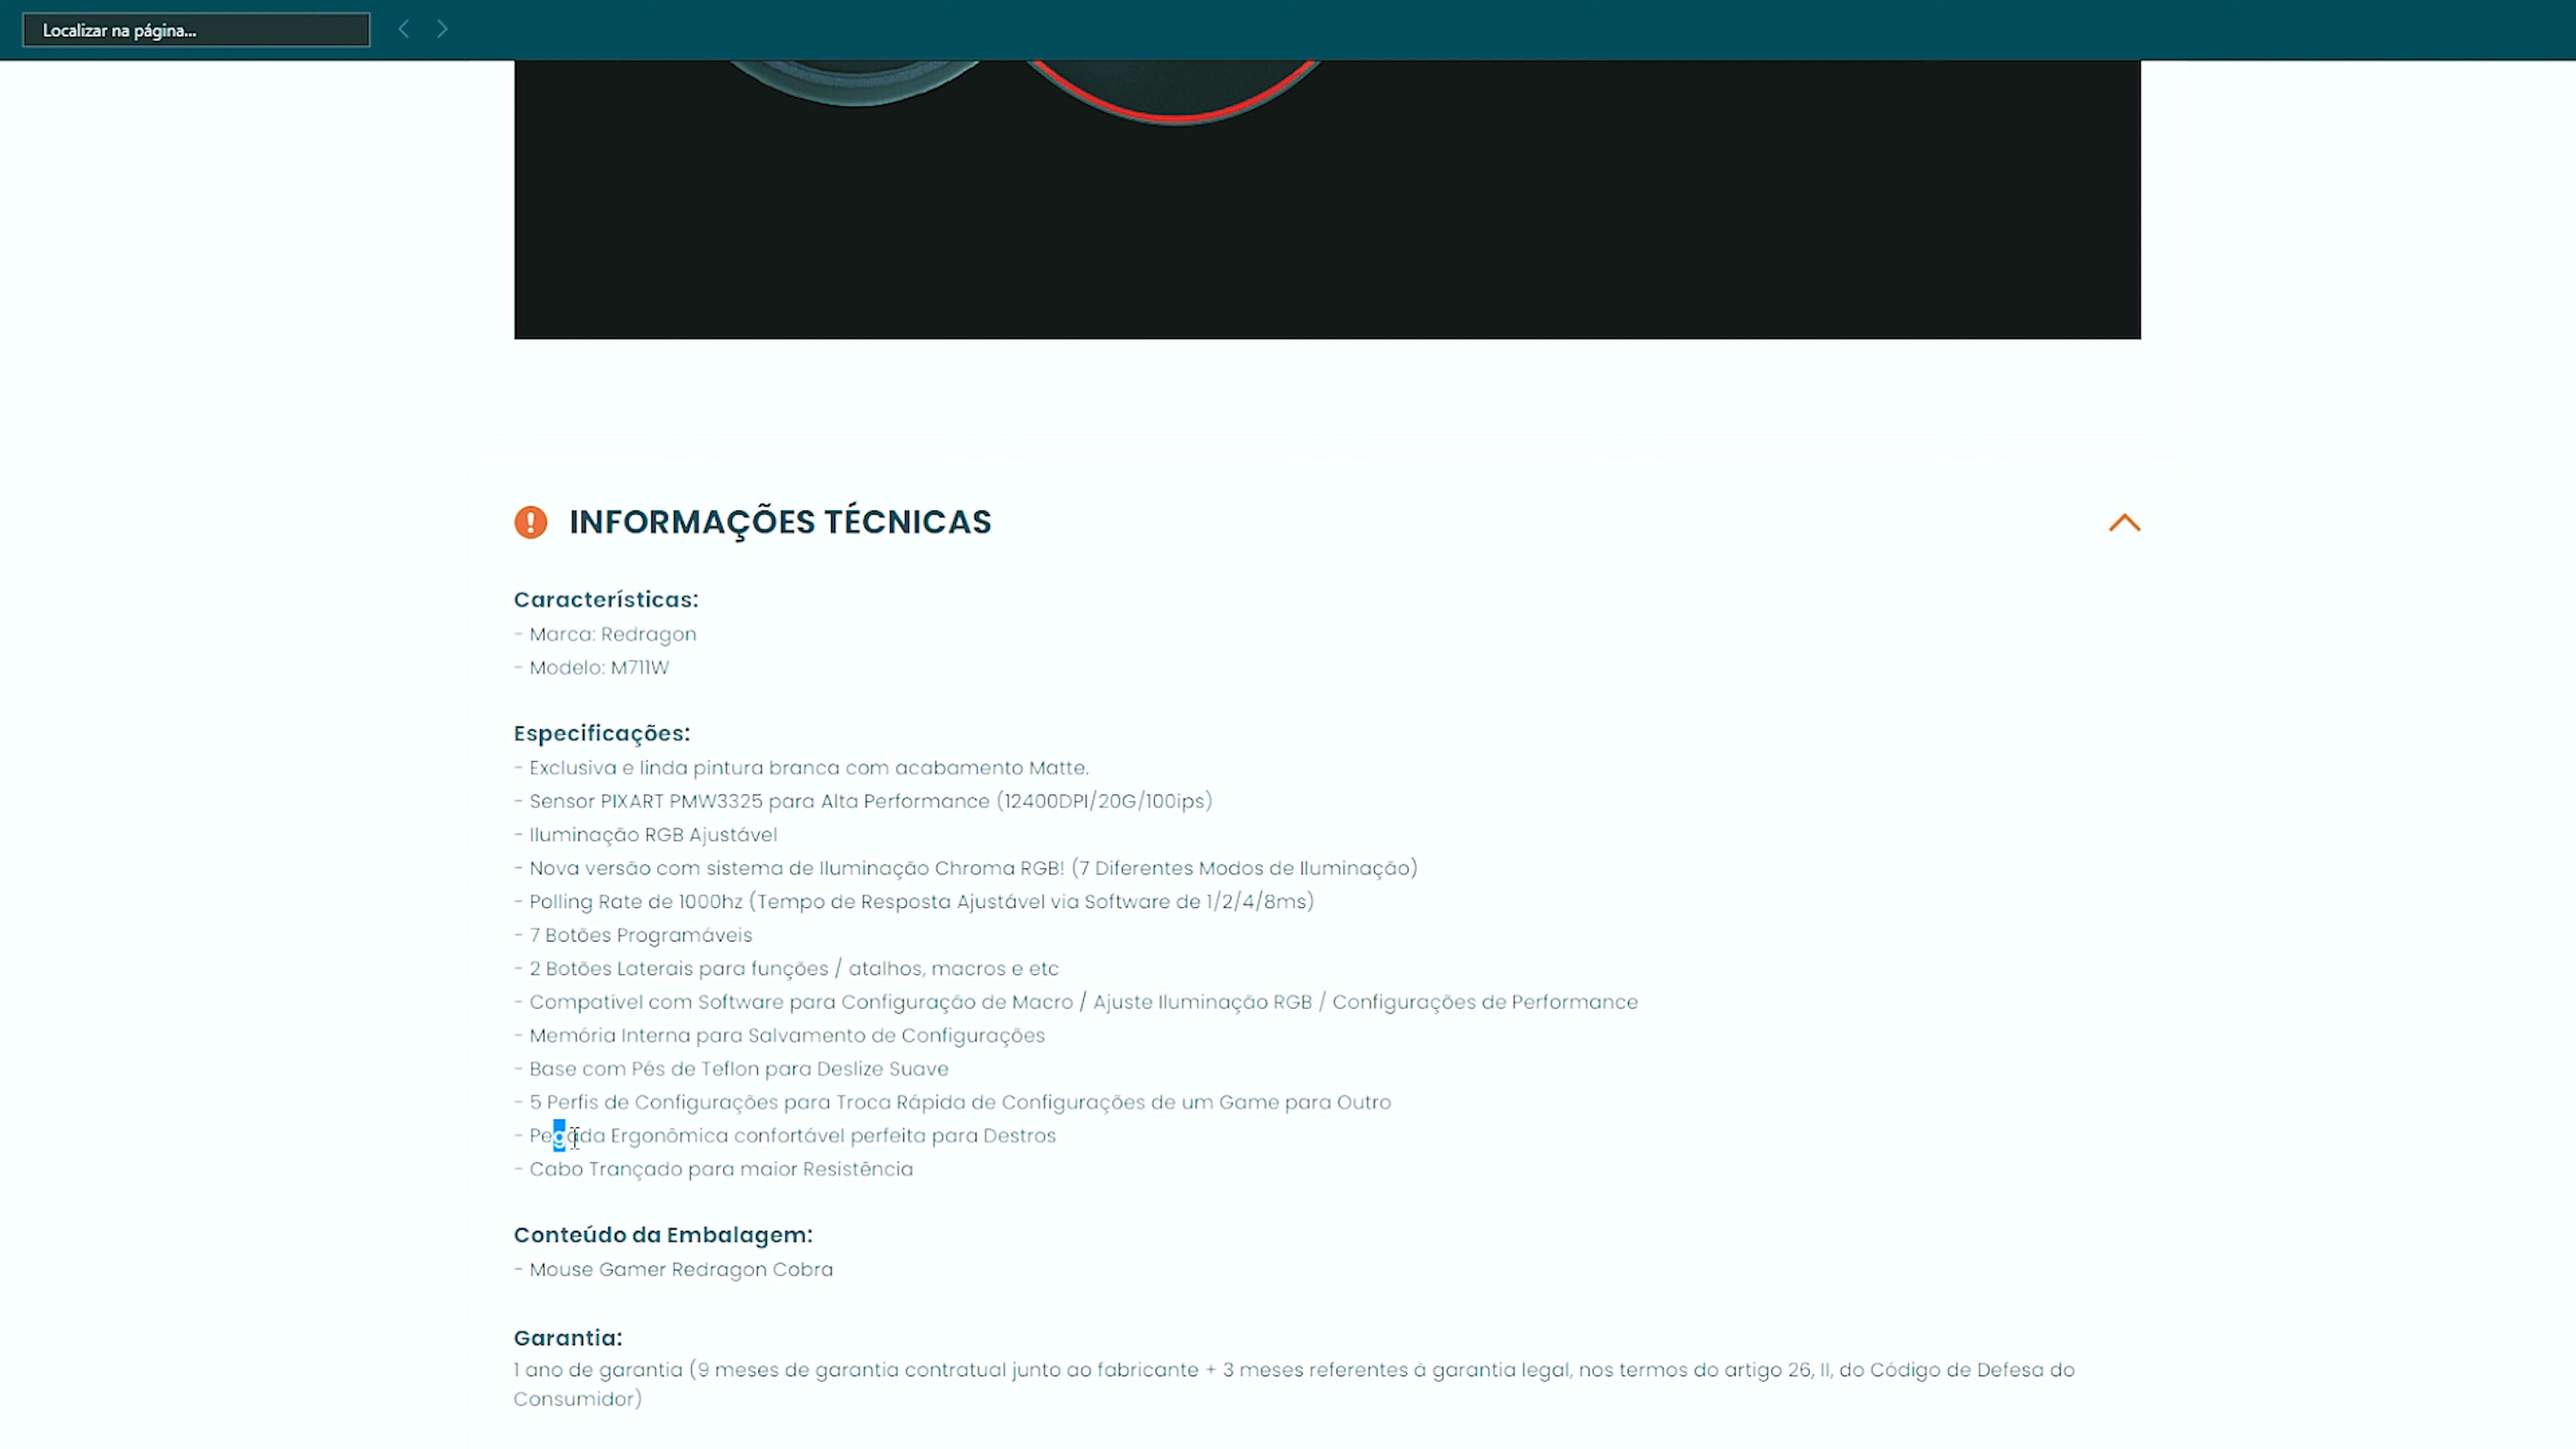 Localizar na página...
INFORMAÇÕES TÉCNICAS
Características:
- Marca: Redragon
- Modelo: M711W
Especificações:
- Exclusiva e linda pintura branca com acabamento Matte.
- Sensor PIXART PMW3325 para Alta Performance (12400DPI/20G/100ips)
- Iluminação RGB Ajustável
- Nova versão com sistema de Iluminação Chroma RGB! (7 Diferentes Modos de Iluminação)
- Polling Rate de 1000hz (Tempo de Resposta Ajustável via Software de 1/2/4/8ms)
- 7 Botões Programáveis
- 2 Botões Laterais para funções / atalhos, macros e etc
- Compatível com Software para Configuração de Macro / Ajuste Iluminação RGB / Configurações de Performance
- Memória Interna para Salvamento de Configurações
- Base com Pés de Teflon para Deslize Suave
- 5 Perfis de Configurações para Troca Rápida de Configurações de um Game para Outro
- Pegada Ergonômica confortável perfeita para Destros
- Cabo Trançado para maior Resistência
Conteúdo da Embalagem:
- Mouse Gamer Redragon Cobra
Garantia:
1 ano de garantia (9 meses de garantia contratual junto ao fabricante + 3 meses referentes à garantia legal, nos termos do artigo 26, II, do Código de Defesa do
Consumidor)